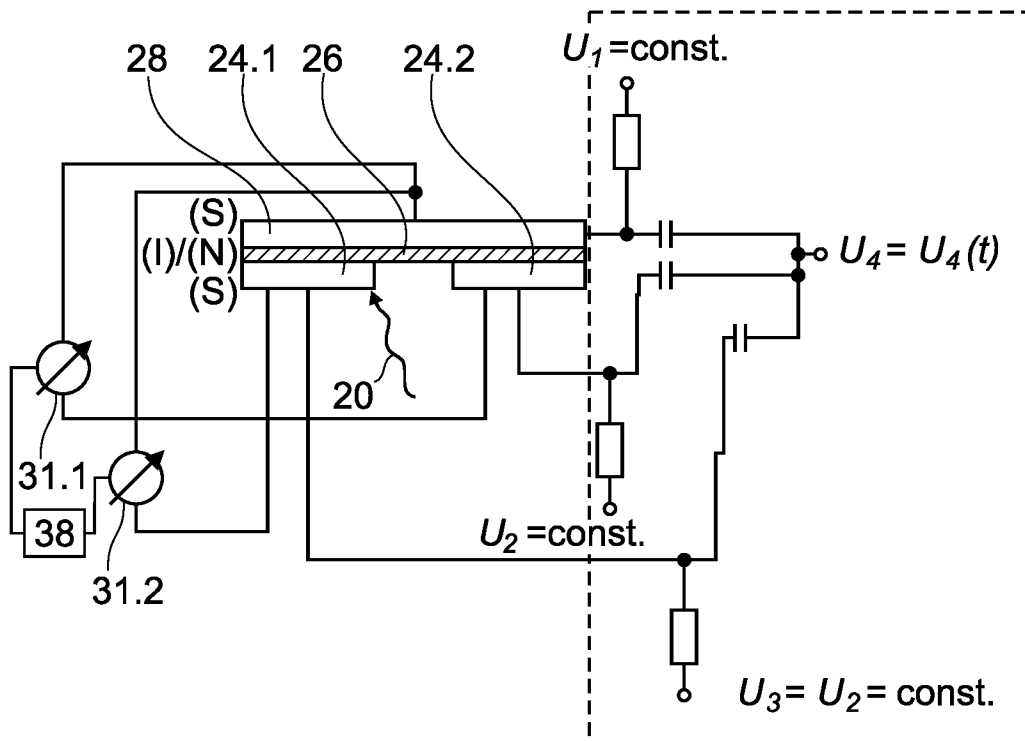 U1=const.
28 24.1 26 24.2
(S)
(I)/(N)
(S)
U4= U4(t)
20
31.1
38
31.2
U2=const.
U3= U2= const.